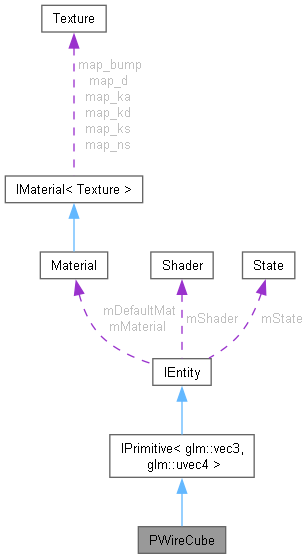 Texture
map_bump
map_d
map_ka
map_kd
map_ks
map_ns
IMaterial< Texture >
Material
Shader
State
mDefaultMat
mMaterial
mShader
mState
IEntity
IPrimitive< glm::vec3,
glm::uvec4 >
PWireCube